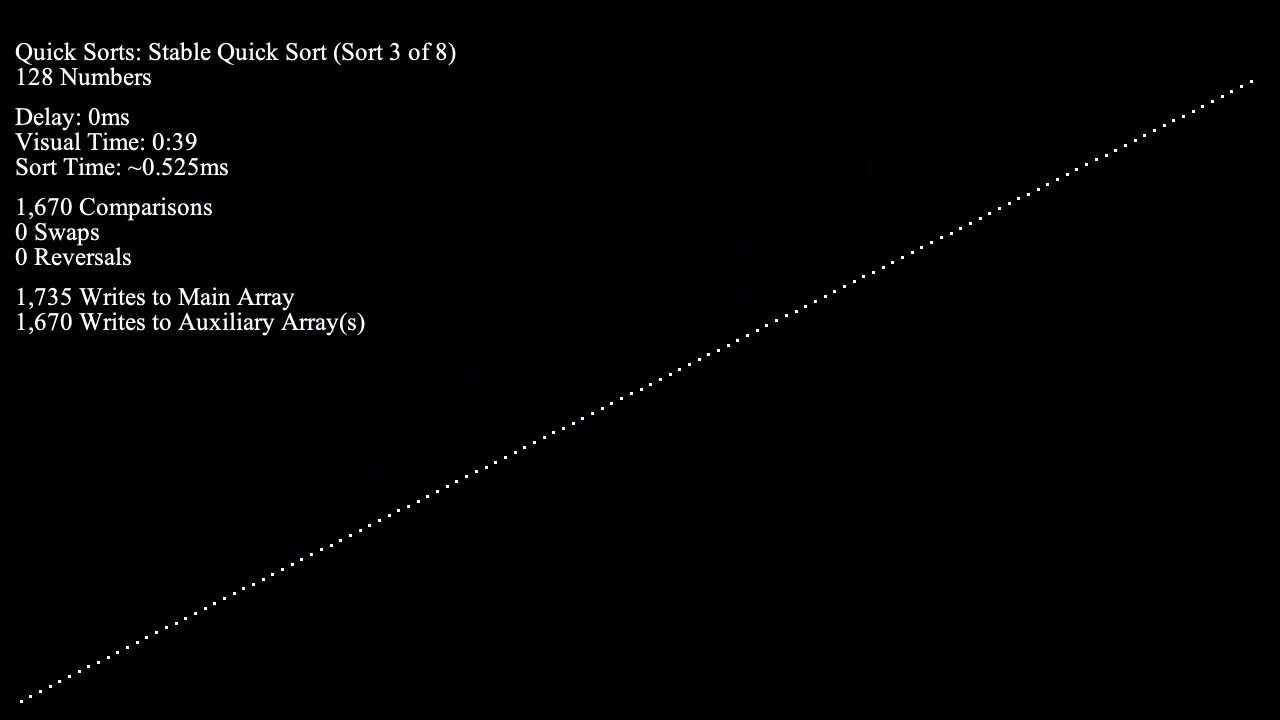 Quick Sorts: Stable Quick Sort (Sort 3 of 8)
128 Numbers
Delay: 0ms
Visual Time: 0:39
Sort Time: ~0.525ms
1,670 Comparisons
0 Swaps
0 Reversals
1,735 Writes to Main Array
1,670 Writes to Auxiliary Array(s)